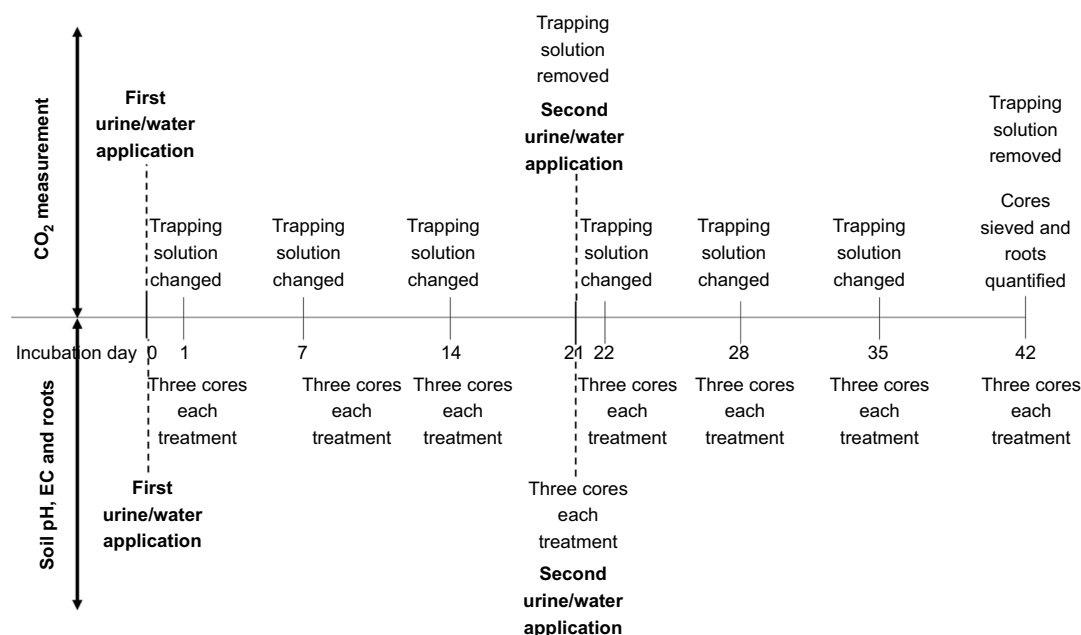 Trapping
solution
removed
First
urine/water
application
Second
urine/water
application
Trapping
solution
removed
CO₂ measurement
Trapping
solution
changed
Trapping
solution
changed
Trapping
solution
changed
Trapping
solution
changed
Trapping
solution
changed
Trapping
solution
changed
Cores
sieved and
roots
quantified
Incubation day 0 1 7 14 21 22 28 35 42
Three cores
each
treatment
Three cores
each
treatment
Three cores
each
treatment
Three cores
each
treatment
Three cores
each
treatment
Three cores
each
treatment
Three cores
each
treatment
Soil pH, EC and roots
First
urine/water
application
Three cores
each
treatment
Second
urine/water
application